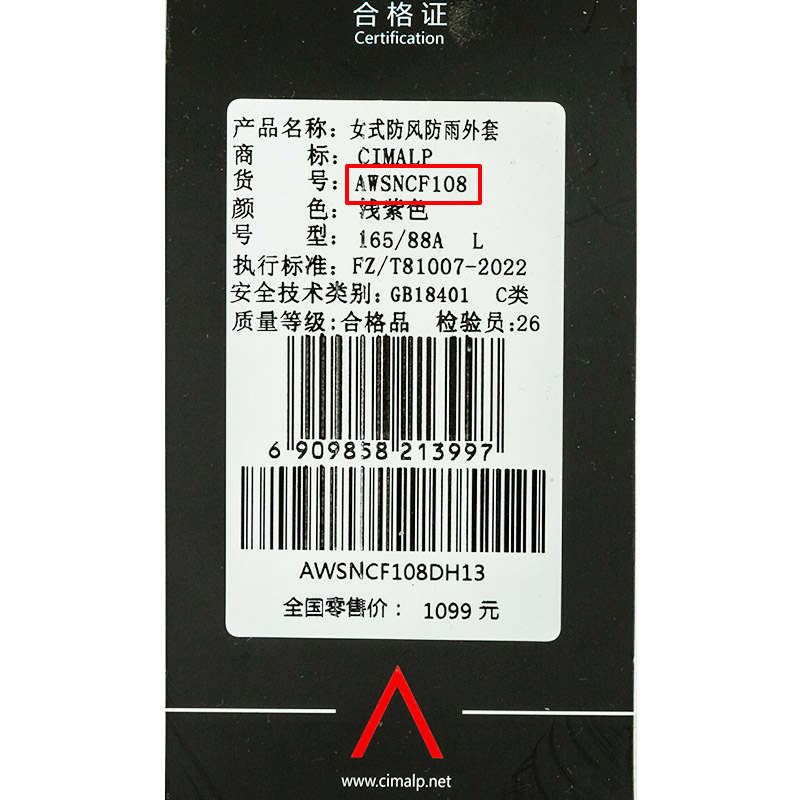 合格证
Certification
产品名称：女式防风防雨外套
商 标：CIMALP
货 号：AWSNCF108
颜 色：浅紫色
号 型：165/88A L
执行标准：FZ/T81007-2022
安全技术类别：GB18401 C类
质量等级：合格品 检验员：26
6 909858 213997
AWSNCF108DH13
全国零售价： 1099 元
www.cimalp.net